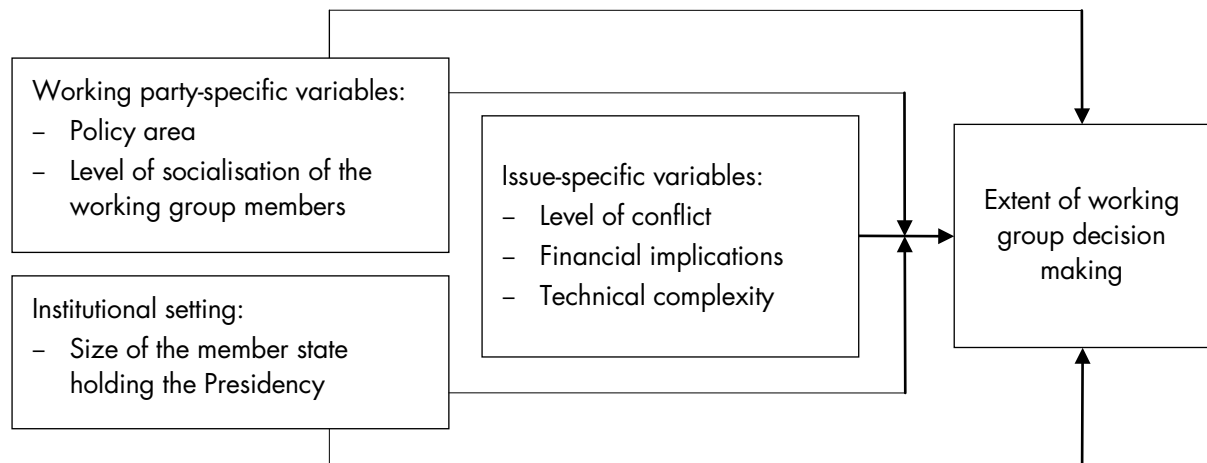 Working party-specific variables:
– Policy area
– Level of socialisation of the
working group members
Institutional setting:
– Size of the member state
holding the Presidency
Issue-specific variables:
– Level of conflict
– Financial implications
– Technical complexity
Extent of working
group decision
making